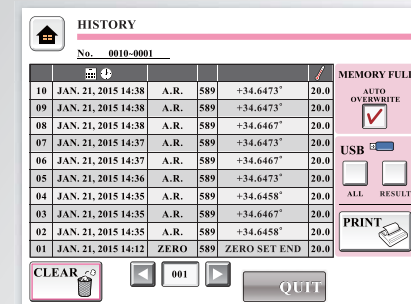 HISTORY
No. 0010~0001
10 JAN. 21, 2015 14:38 A.R. 589 +34.6473° 20.0
09 JAN. 21, 2015 14:38 A.R. 589 +34.6473° 20.0
08 JAN. 21, 2015 14:38 A.R. 589 +34.6467° 20.0
07 JAN. 21, 2015 14:37 A.R. 589 +34.6473° 20.0
06 JAN. 21, 2015 14:37 A.R. 589 +34.6467° 20.0
05 JAN. 21, 2015 14:36 A.R. 589 +34.6473° 20.0
04 JAN. 21, 2015 14:35 A.R. 589 +34.6458° 20.0
03 JAN. 21, 2015 14:35 A.R. 589 +34.6467° 20.0
02 JAN. 21, 2015 14:35 A.R. 589 +34.6458° 20.0
01 JAN. 21, 2015 14:12 ZERO 589 ZERO SET END 20.0
MEMORY FULL
AUTO
OVERWRITE
USB
ALL RESULT
PRINT
CLEAR
001
QUIT